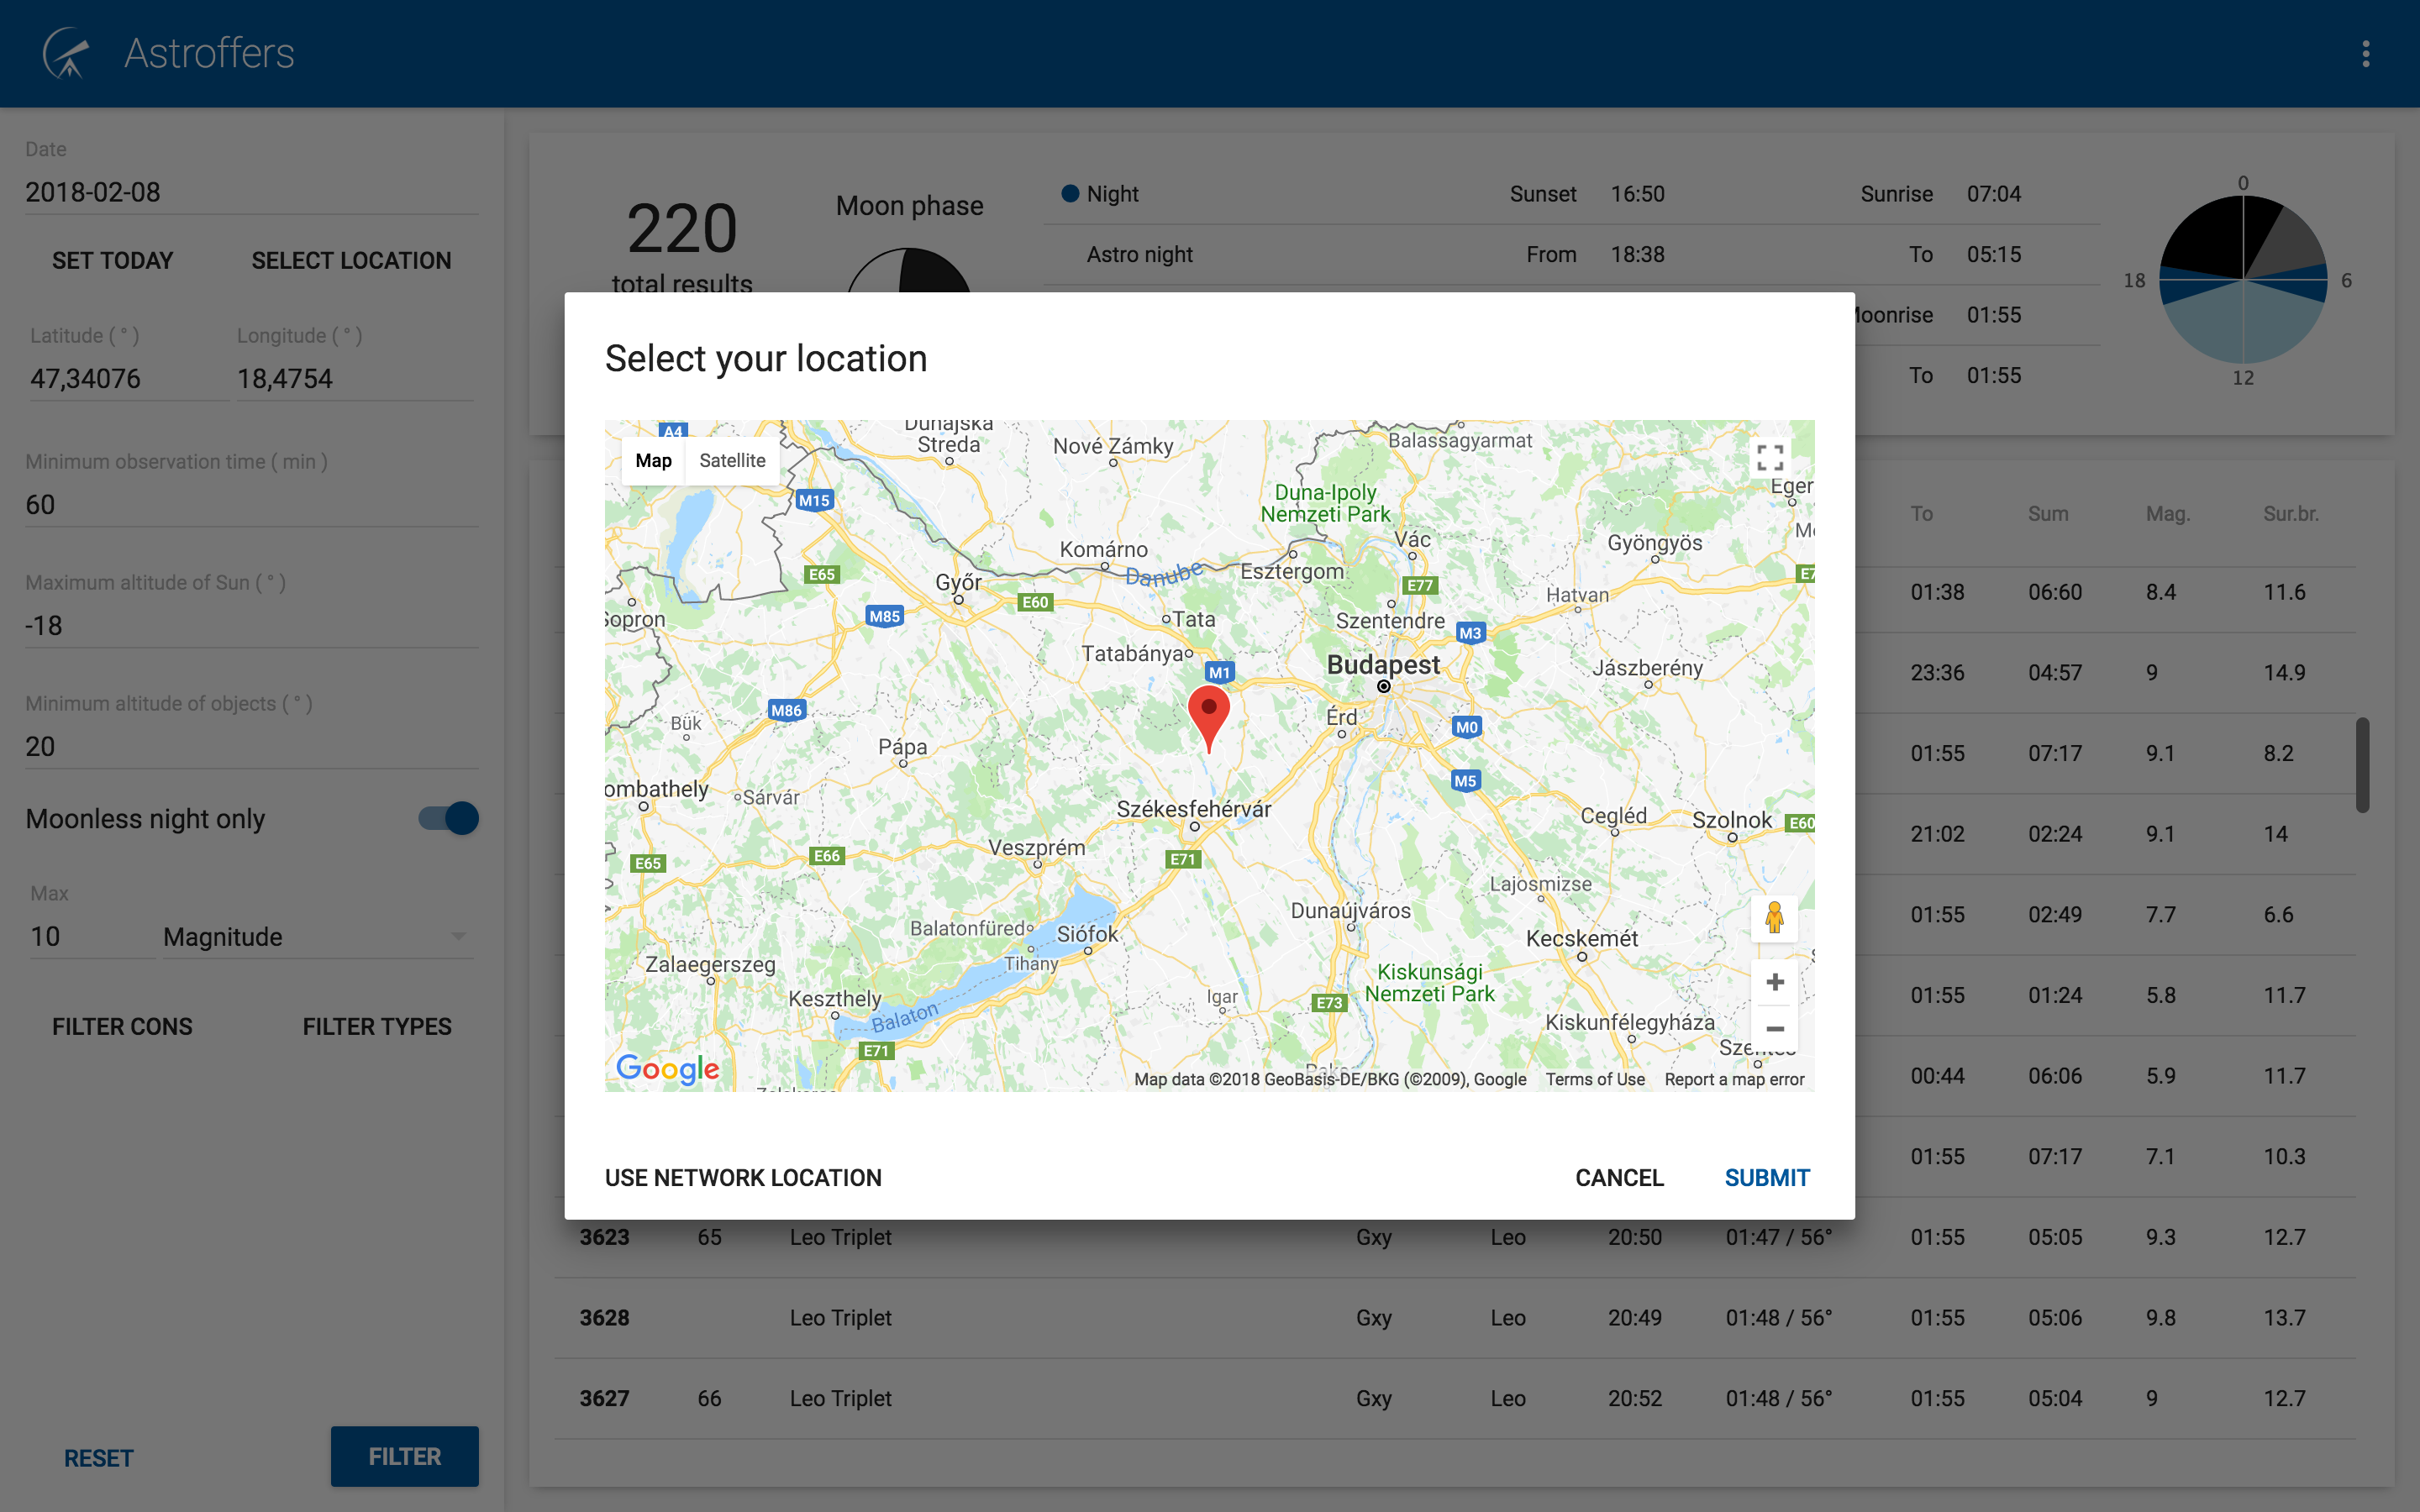 Astroffers
Date
2018-02-08
SET TODAY SELECT LOCATION
Latitude ( ° ) Longitude ( ° )
47,34076 18,4754
Minimum observation time ( min )
60
Maximum altitude of Sun ( ° )
-18
Minimum altitude of objects ( ° )
20
Moonless night only
Max
10 Magnitude
FILTER CONS FILTER TYPES
RESET FILTER
220
total results
Moon phase
Night Sunset 16:50 Sunrise 07:04
Astro night From 18:38 To 05:15
Moonrise 01:55
To 01:55
0
18 6
12
Select your location
Map Satellite
A4
Dunajská
Streda
Nové Zámky
Balassagyarmat
Eger
M15
Duna-Ipoly
Nemzeti Park
Vác
Gyöngyös
Komárno
Danube
Esztergom
E65
Győr
E60
E77
Hatvan
Sopron
M85
Tata
Szentendre
M3
Tatabánya
M1
Budapest
Jászberény
M86
Bük
Érd
M0
Pápa
M5
ombathely
Sárvár
Székesfehérvár
Cegléd
Szolnok
E60
E65
E66
Veszprém
E71
Lajosmizse
Balatonfüred
Siófok
Dunaújváros
Kecskemét
Tihany
Zalaegerszeg
Kiskunsági
Nemzeti Park
Keszthely
Igar
E73
Balaton
Kiskunfélegyháza
E71
Szentes
Google
Map data ©2018 GeoBasis-DE/BKG (©2009), Google Terms of Use Report a map error
USE NETWORK LOCATION CANCEL SUBMIT
To Sum Mag. Sur.br.
01:38 06:60 8.4 11.6
23:36 04:57 9 14.9
01:55 07:17 9.1 8.2
21:02 02:24 9.1 14
01:55 02:49 7.7 6.6
01:55 01:24 5.8 11.7
00:44 06:06 5.9 11.7
01:55 07:17 7.1 10.3
3623 65 Leo Triplet Gxy Leo 20:50 01:47 / 56° 01:55 05:05 9.3 12.7
3628 Leo Triplet Gxy Leo 20:49 01:48 / 56° 01:55 05:06 9.8 13.7
3627 66 Leo Triplet Gxy Leo 20:52 01:48 / 56° 01:55 05:04 9 12.7